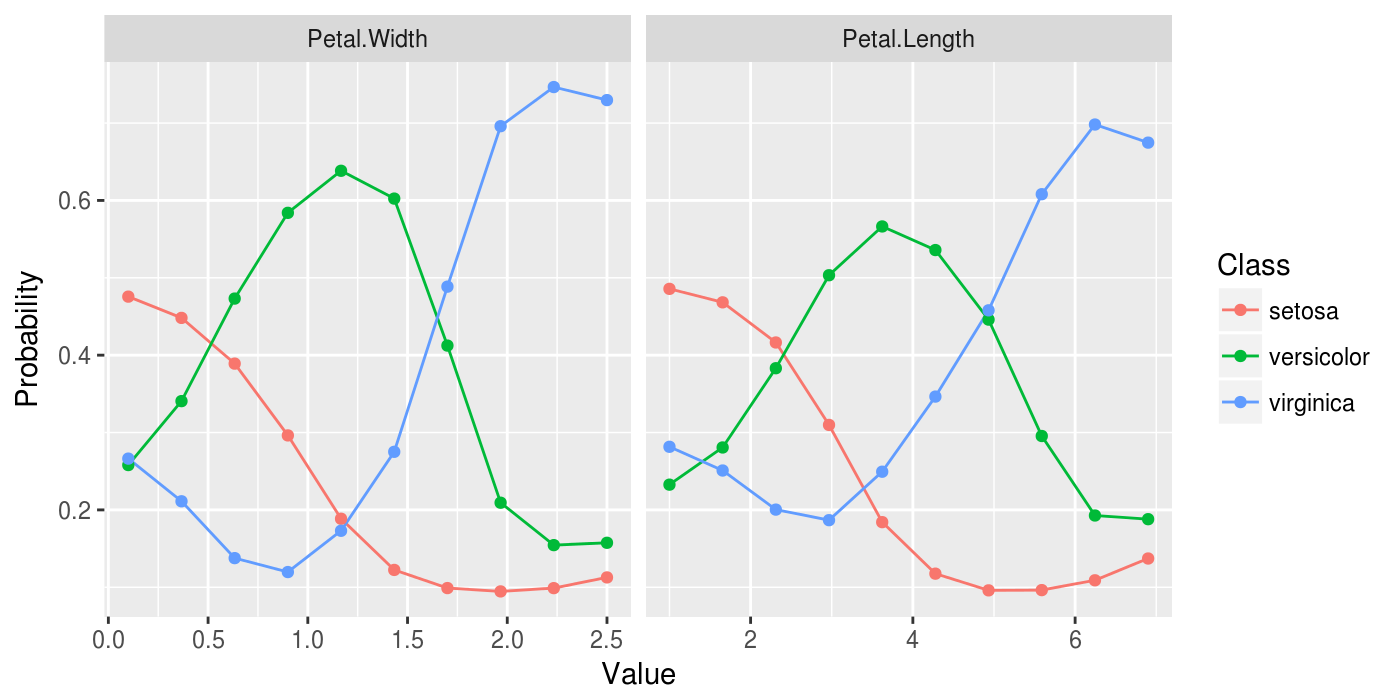 Petal.Width
Petal.Length
Probability
0.6
0.4
0.2
0.0 0.5 1.0 1.5 2.0 2.5
2 4 6
Value
Class
setosa
versicolor
virginica